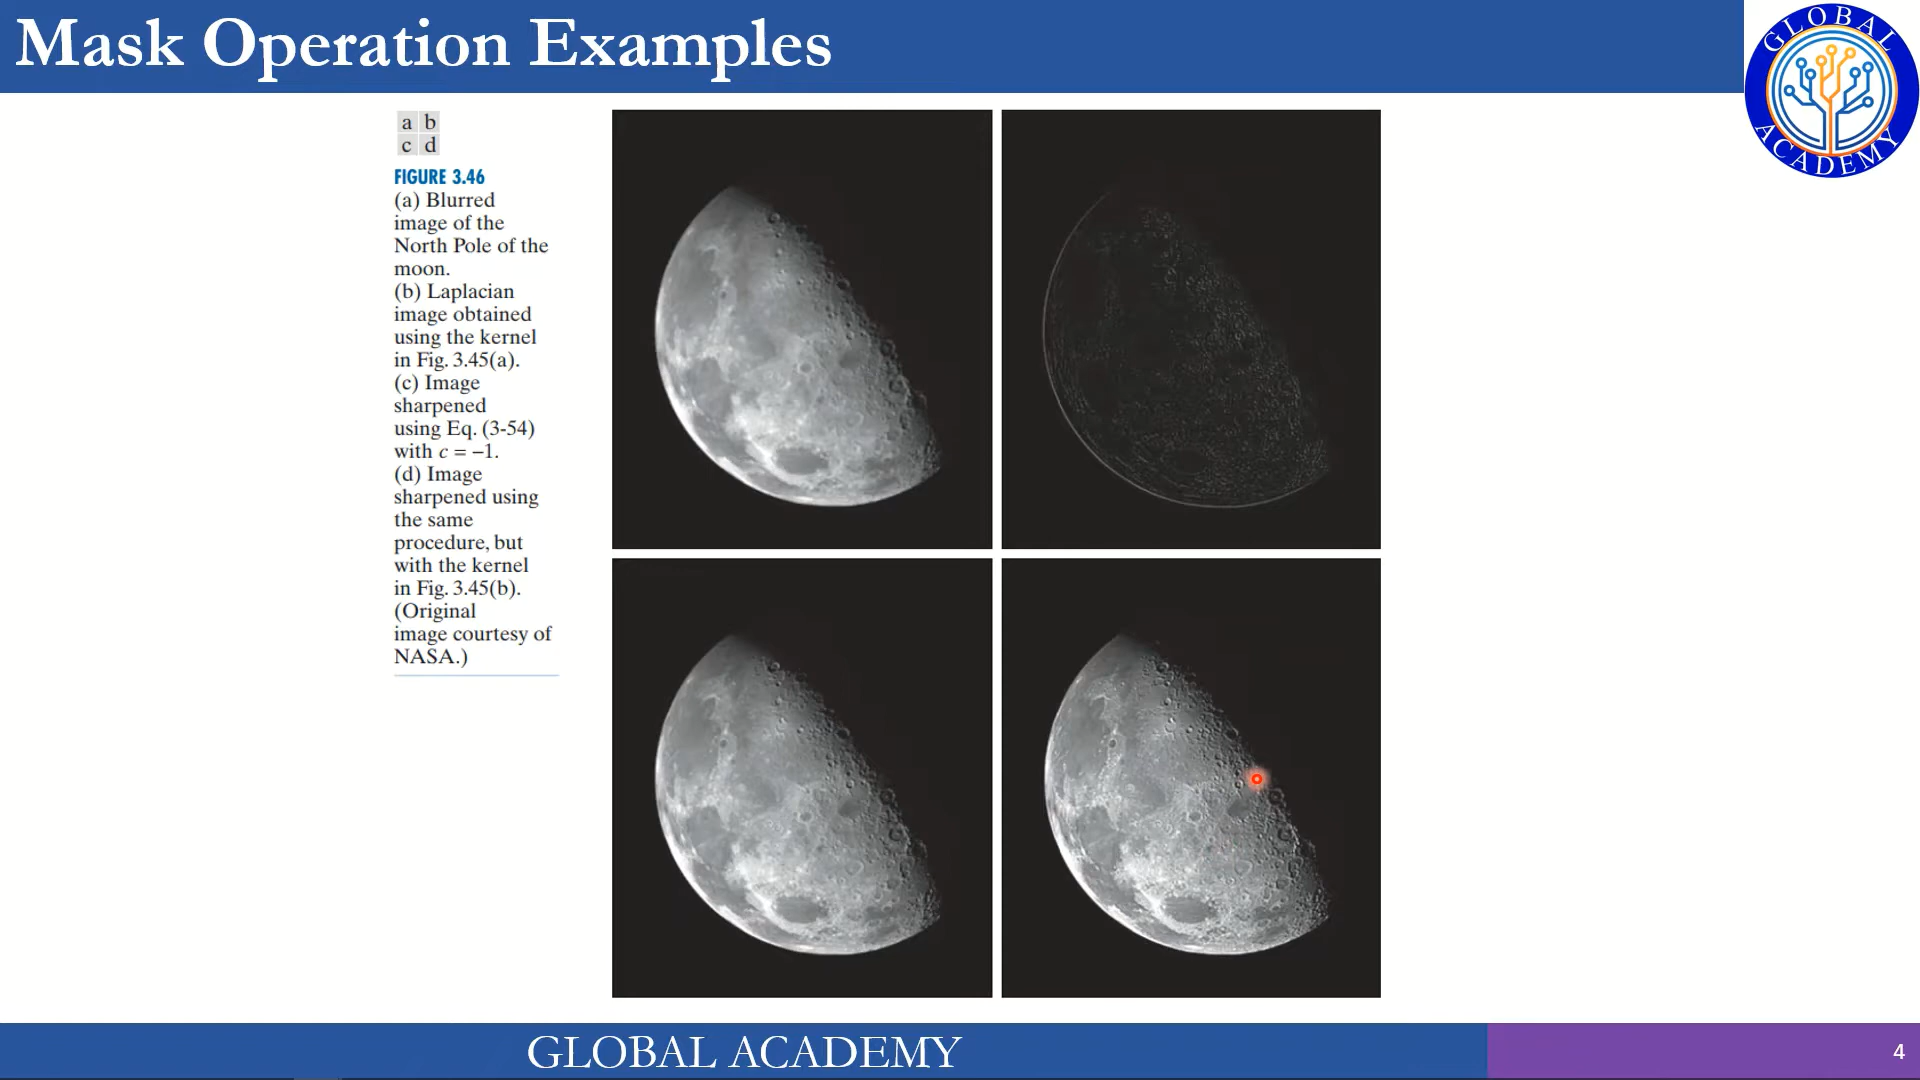 Mask Operation Examples
GLOBAL
ACADEMY
a b
c d
FIGURE 3.46
(a) Blurred
image of the
North Pole of the
moon.
(b) Laplacian
image obtained
using the kernel
in Fig. 3.45(a).
(c) Image
sharpened
using Eq. (3-54)
with c = −1.
(d) Image
sharpened using
the same
procedure, but
with the kernel
in Fig. 3.45(b).
(Original
image courtesy of
NASA.)
GLOBAL ACADEMY
4